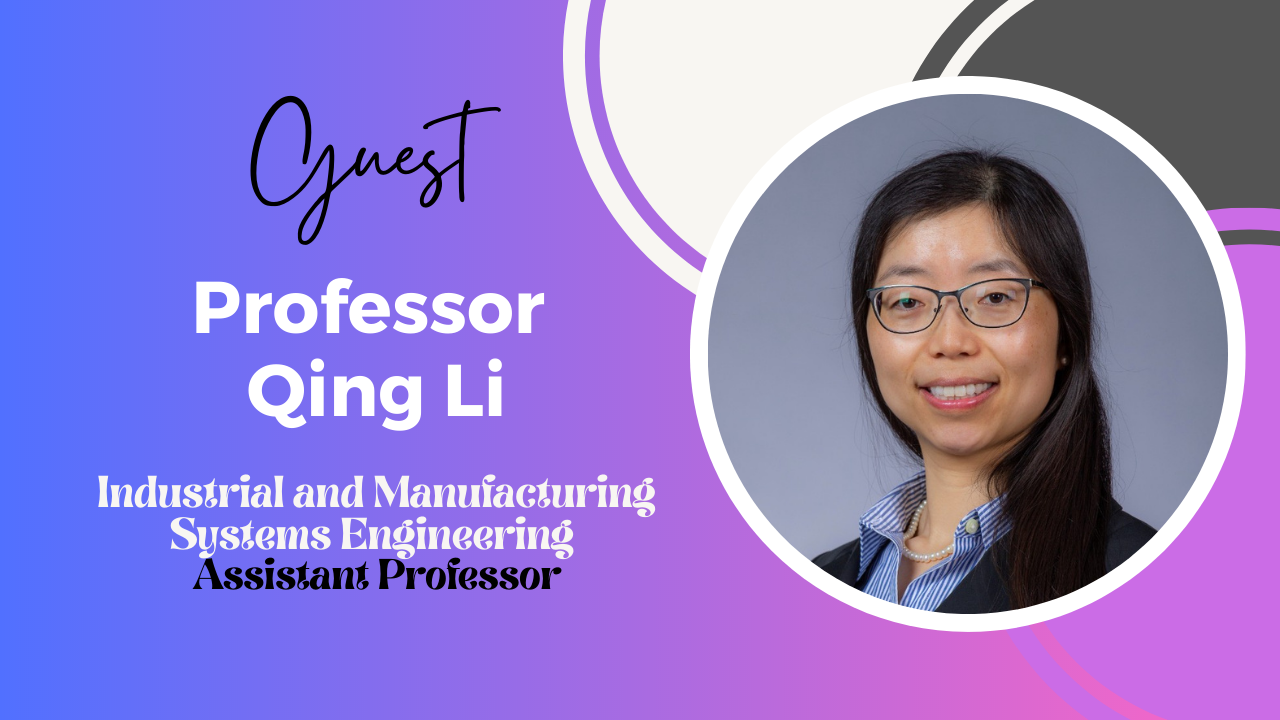 Guest
Professor
Qing Li
Industrial and Manufacturing
Systems Engineering
Assistant Professor